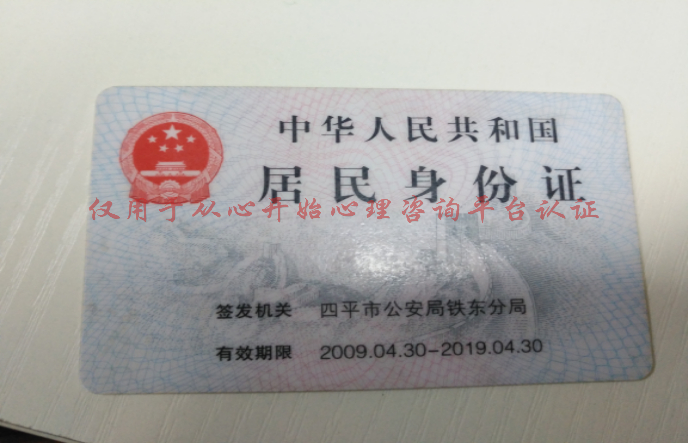 中华人民共和国
居民身份证
仅用于从心开始心理咨询平台认证
签发机关 四平市公安局铁东分局
有效期限 2009.04.30-2019.04.30